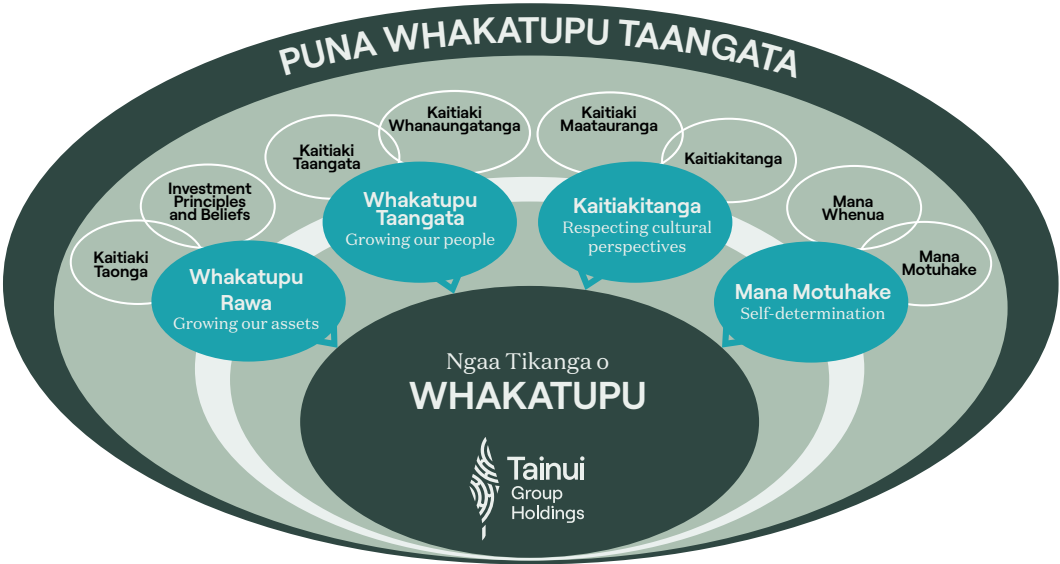 PUNA WHAKATUPU TAANGATA
Kaitiaki
Taonga
Investment
Principles
and Beliefs
Kaitiaki
Taangata
Kaitiaki
Whanaungatanga
Kaitiaki
Maatauranga
Kaitiakitanga
Mana
Whenua
Mana
Motuhake
Whakatupu
Rawa
Growing our assets
Whakatupu
Taangata
Growing our people
Kaitiakitanga
Respecting cultural
perspectives
Mana Motuhake
Self-determination
Ngaa Tikanga o
WHAKATUPU
Tainui
Group
Holdings